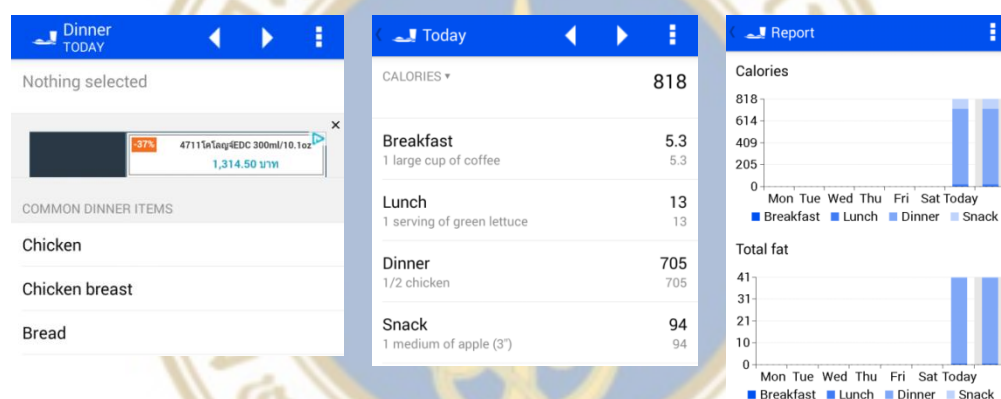 Dinner
TODAY
Nothing selected
-37%
4711โคโลญจ์EDC 300ml/10.1oz
1,314.50 บาท
COMMON DINNER ITEMS
Chicken
Chicken breast
Bread
Today
CALORIES
818
Breakfast 5.3
1 large cup of coffee 5.3
Lunch 13
1 serving of green lettuce 13
Dinner 705
1/2 chicken 705
Snack 94
1 medium of apple (3") 94
Report
Calories
818
614
409
205
0
Mon Tue Wed Thu Fri Sat Today
Breakfast Lunch Dinner Snack
Total fat
41
31
21
10
0
Mon Tue Wed Thu Fri Sat Today
Breakfast Lunch Dinner Snack